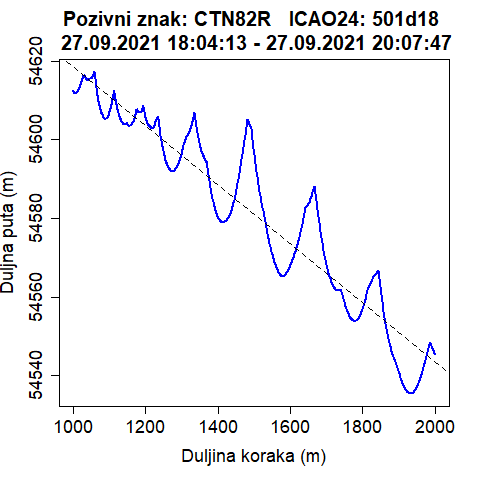 Pozivni znak: CTN82R   ICAO24: 501d18
27.09.2021 18:04:13 - 27.09.2021 20:07:47
Duljna puta (m)
54620
54600
54580
54560
54540
1000 1200 1400 1600 1800 2000
Duljina koraka (m)